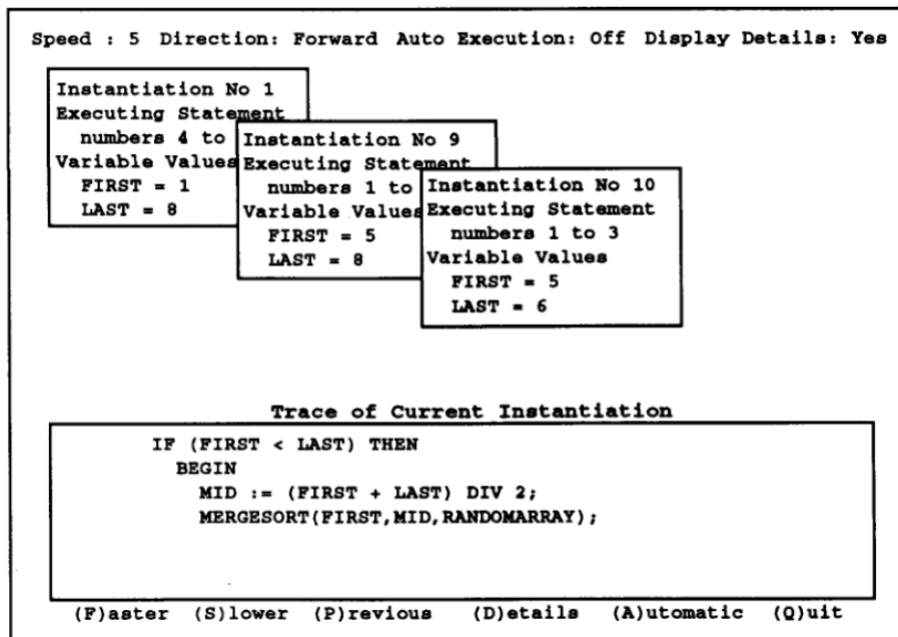 Speed : 5 Direction: Forward Auto Execution: Off Display Details: Yes
Instantiation No 1
Executing Statement
numbers 4 to
Variable Values
FIRST = 1
LAST = 8
Instantiation No 9
Executing Statement
numbers 1 to
Variable Values
FIRST = 5
LAST = 8
Instantiation No 10
Executing Statement
numbers 1 to 3
Variable Values
FIRST = 5
LAST = 6
Trace of Current Instantiation
IF (FIRST < LAST) THEN
BEGIN
MID := (FIRST + LAST) DIV 2;
MERGESORT(FIRST,MID,RANDOMARRAY);
(F)aster (S)lower (P)revious (D)etails (A)utomatic (Q)uit